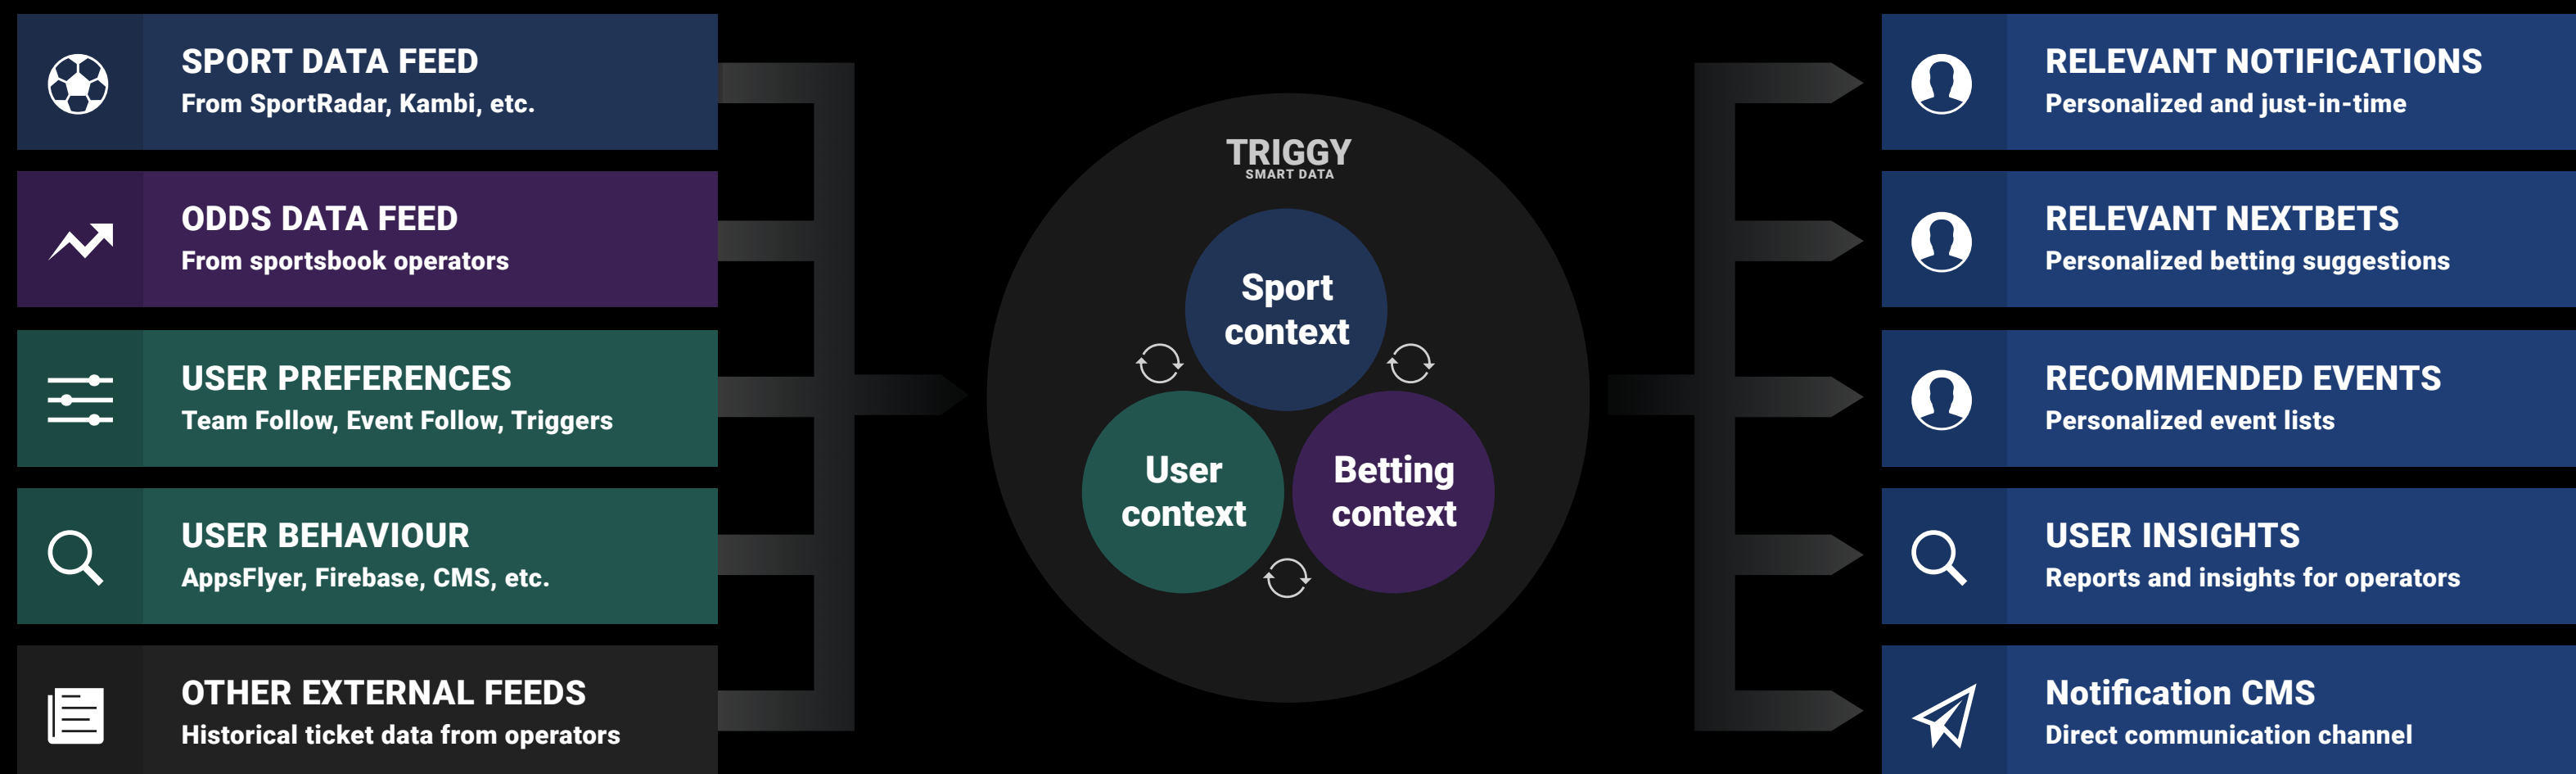 SPORT DATA FEED
From SportRadar, Kambi, etc.
ODDS DATA FEED
From sportsbook operators
USER PREFERENCES
Team Follow, Event Follow, Triggers
USER BEHAVIOUR
AppsFlyer, Firebase, CMS, etc.
OTHER EXTERNAL FEEDS
Historical ticket data from operators
TRIGGY
SMART DATA
Sport
context
User
context
Betting
context
RELEVANT NOTIFICATIONS
Personalized and just-in-time
RELEVANT NEXTBETS
Personalized betting suggestions
RECOMMENDED EVENTS
Personalized event lists
USER INSIGHTS
Reports and insights for operators
Notification CMS
Direct communication channel